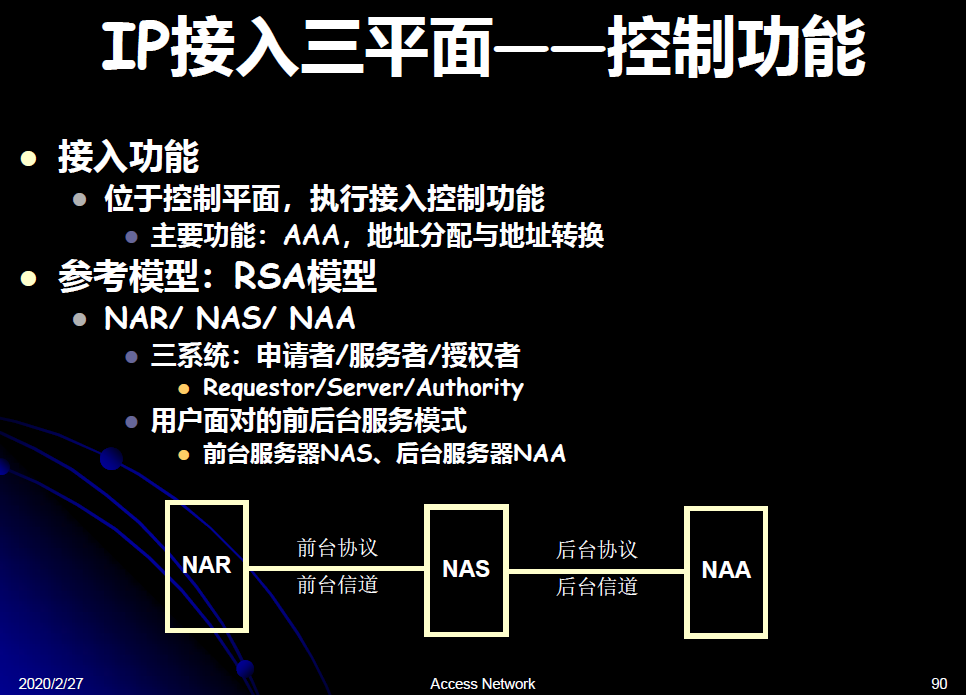 IP接入三平面——控制功能
接入功能
位于控制平面，执行接入控制功能
主要功能：AAA，地址分配与地址转换
参考模型：RSA模型
NAR/ NAS/ NAA
三系统：申请者/服务者/授权者
Requestor/Server/Authority
用户面对的前后台服务模式
前台服务器NAS、后台服务器NAA
NAR
前台协议
前台信道
NAS
后台协议
后台信道
NAA
2020/2/27
Access Network
90